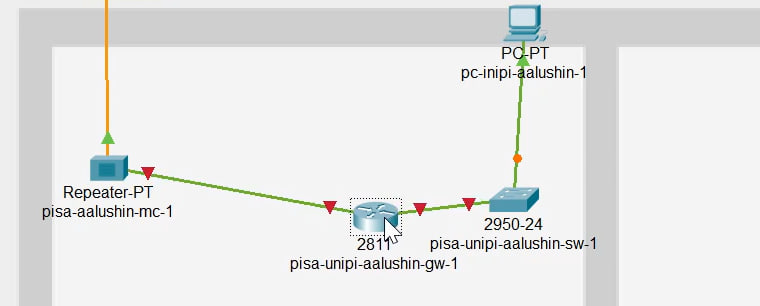 PC-PT
pc-inipi-aalushin-1
Repeater-PT
pisa-aalushin-mc-1
2811
pisa-unipi-aalushin-gw-1
2950-24
pisa-unipi-aalushin-sw-1